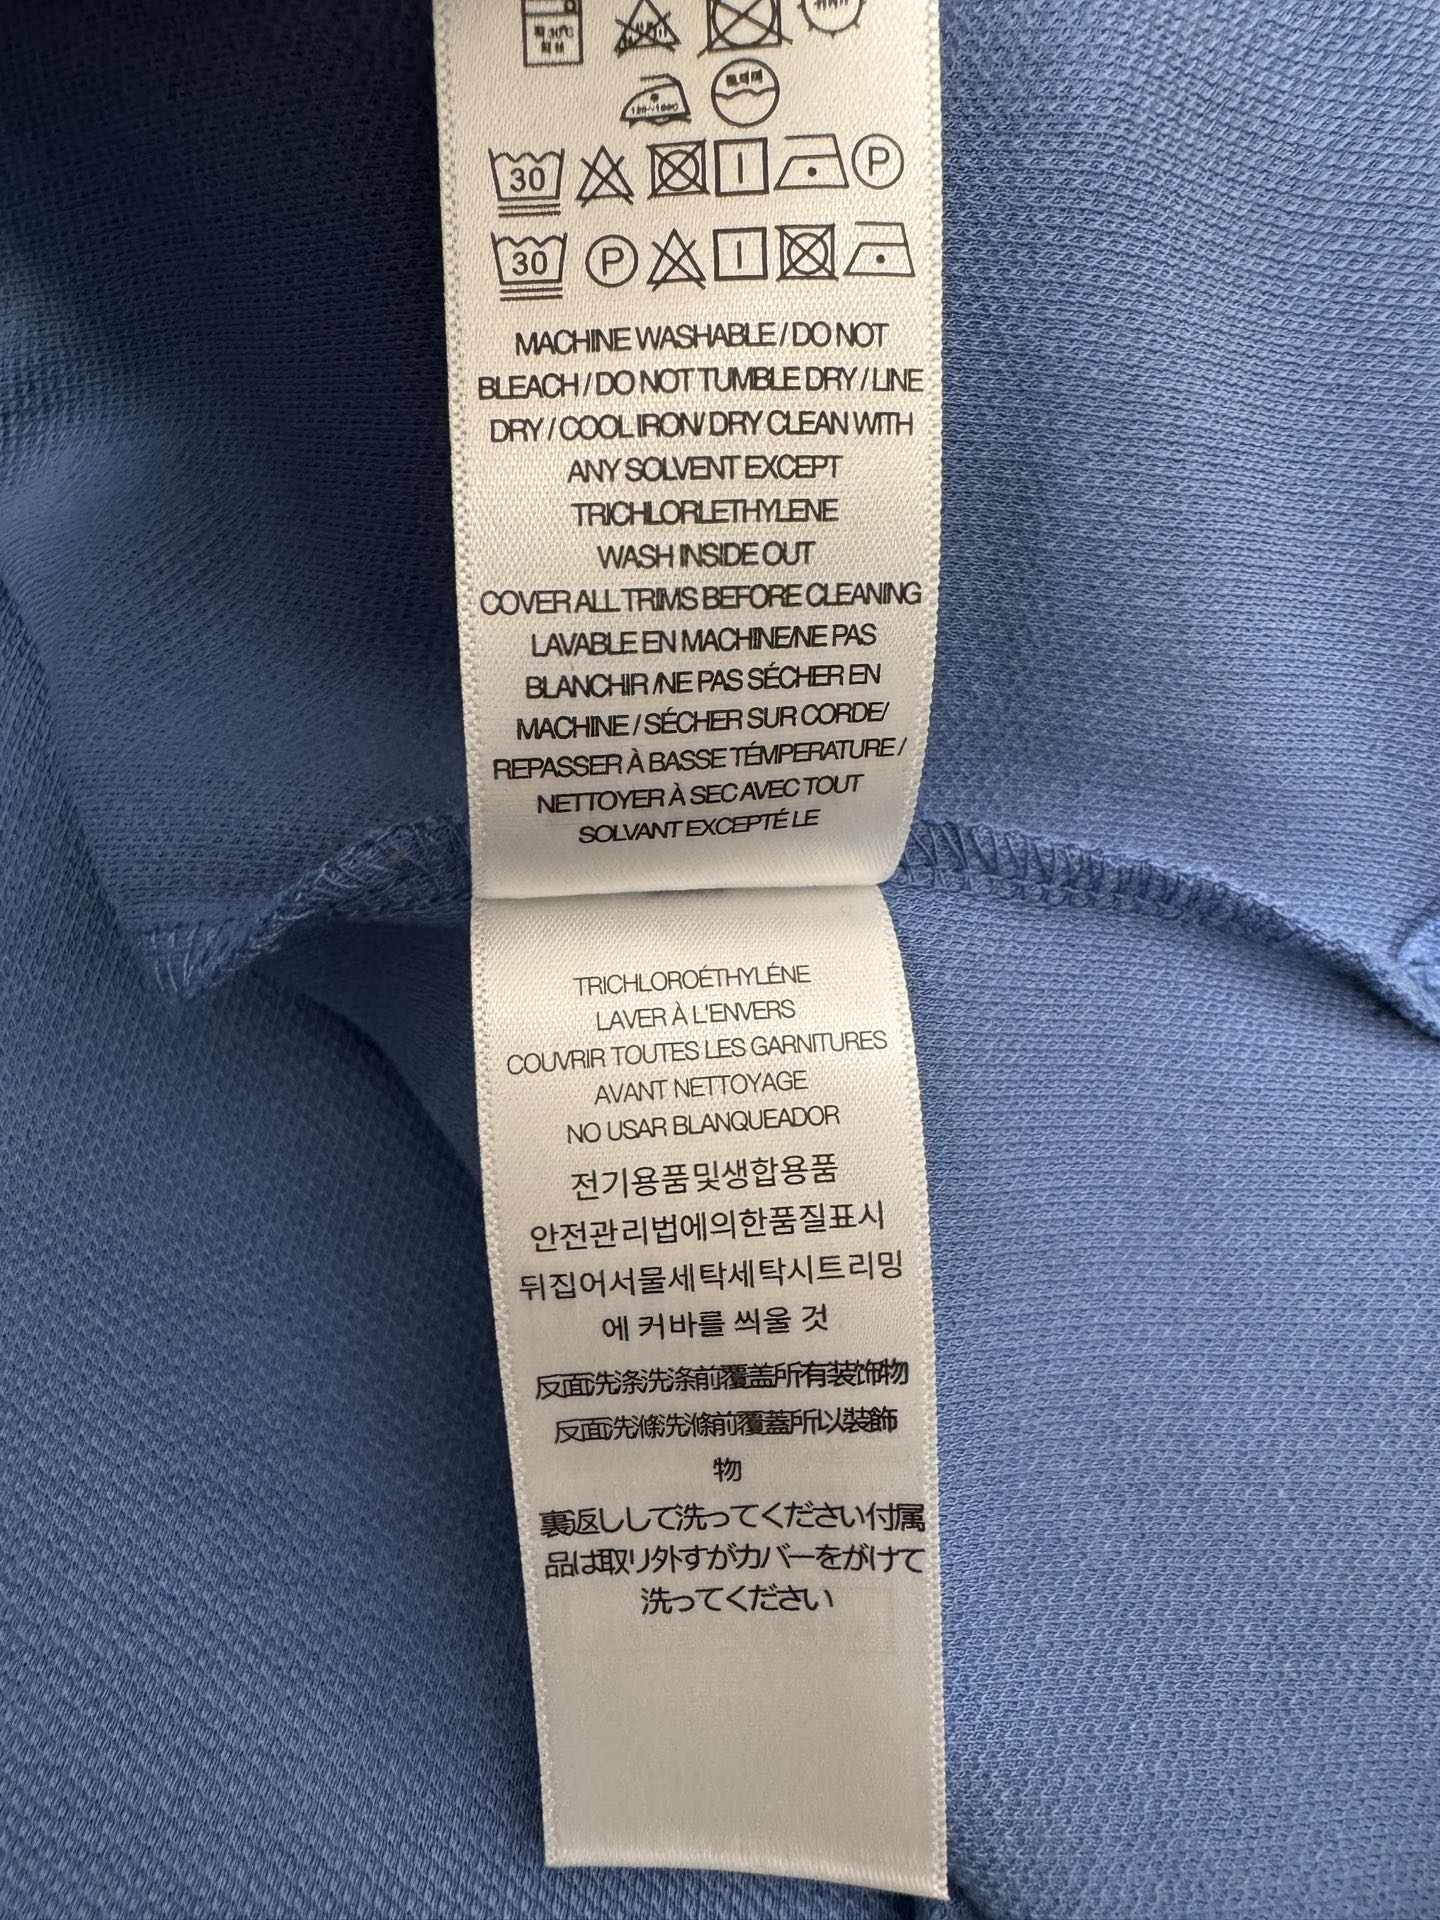 30
P
30
P
MACHINE WASHABLE / DO NOT
BLEACH / DO NOT TUMBLE DRY / LINE
DRY / COOL IRON/ DRY CLEAN WITH
ANY SOLVENT EXCEPT
TRICHLORLETHYLENE
WASH INSIDE OUT
COVER ALL TRIMS BEFORE CLEANING
LAVABLE EN MACHINE/NE PAS
BLANCHIR /NE PAS SÉCHER EN
MACHINE / SÉCHER SUR CORDE/
REPASSER À BASSE TÉMPERATURE /
NETTOYER À SEC AVEC TOUT
SOLVANT EXCEPTÉ LE
TRICHLOROÉTHYLÉNE
LAVER À L'ENVERS
COUVRIR TOUTES LES GARNITURES
AVANT NETTOYAGE
NO USAR BLANQUEADOR
전기용품및생합용품
안전관리법에의한품질표시
뒤집어서물세탁세탁시트리밍
에 커바를 씌울 것
反面洗涤洗涤前覆盖所有装饰物
反面洗滌洗滌前覆蓋所以裝飾
物
裏返しして洗ってください付属
品は取リ外すがカバーをがけて
洗ってください